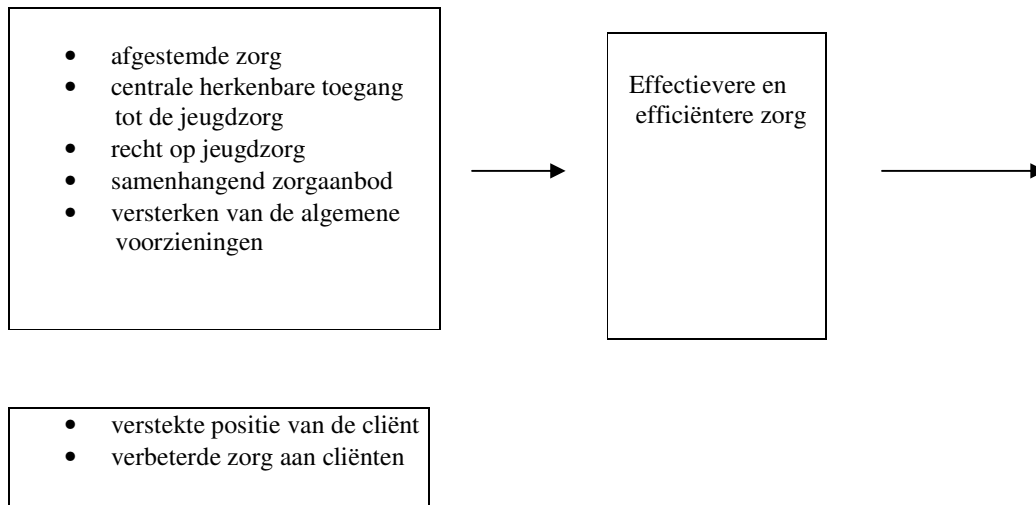 • afgestemde zorg
• centrale herkenbare toegang
tot de jeugdzorg
• recht op jeugdzorg
• samenhangend zorgaanbod
• versterken van de algemene
voorzieningen
Effectievere en
efficiëntere zorg
• verstekte positie van de cliënt
• verbeterde zorg aan cliënten